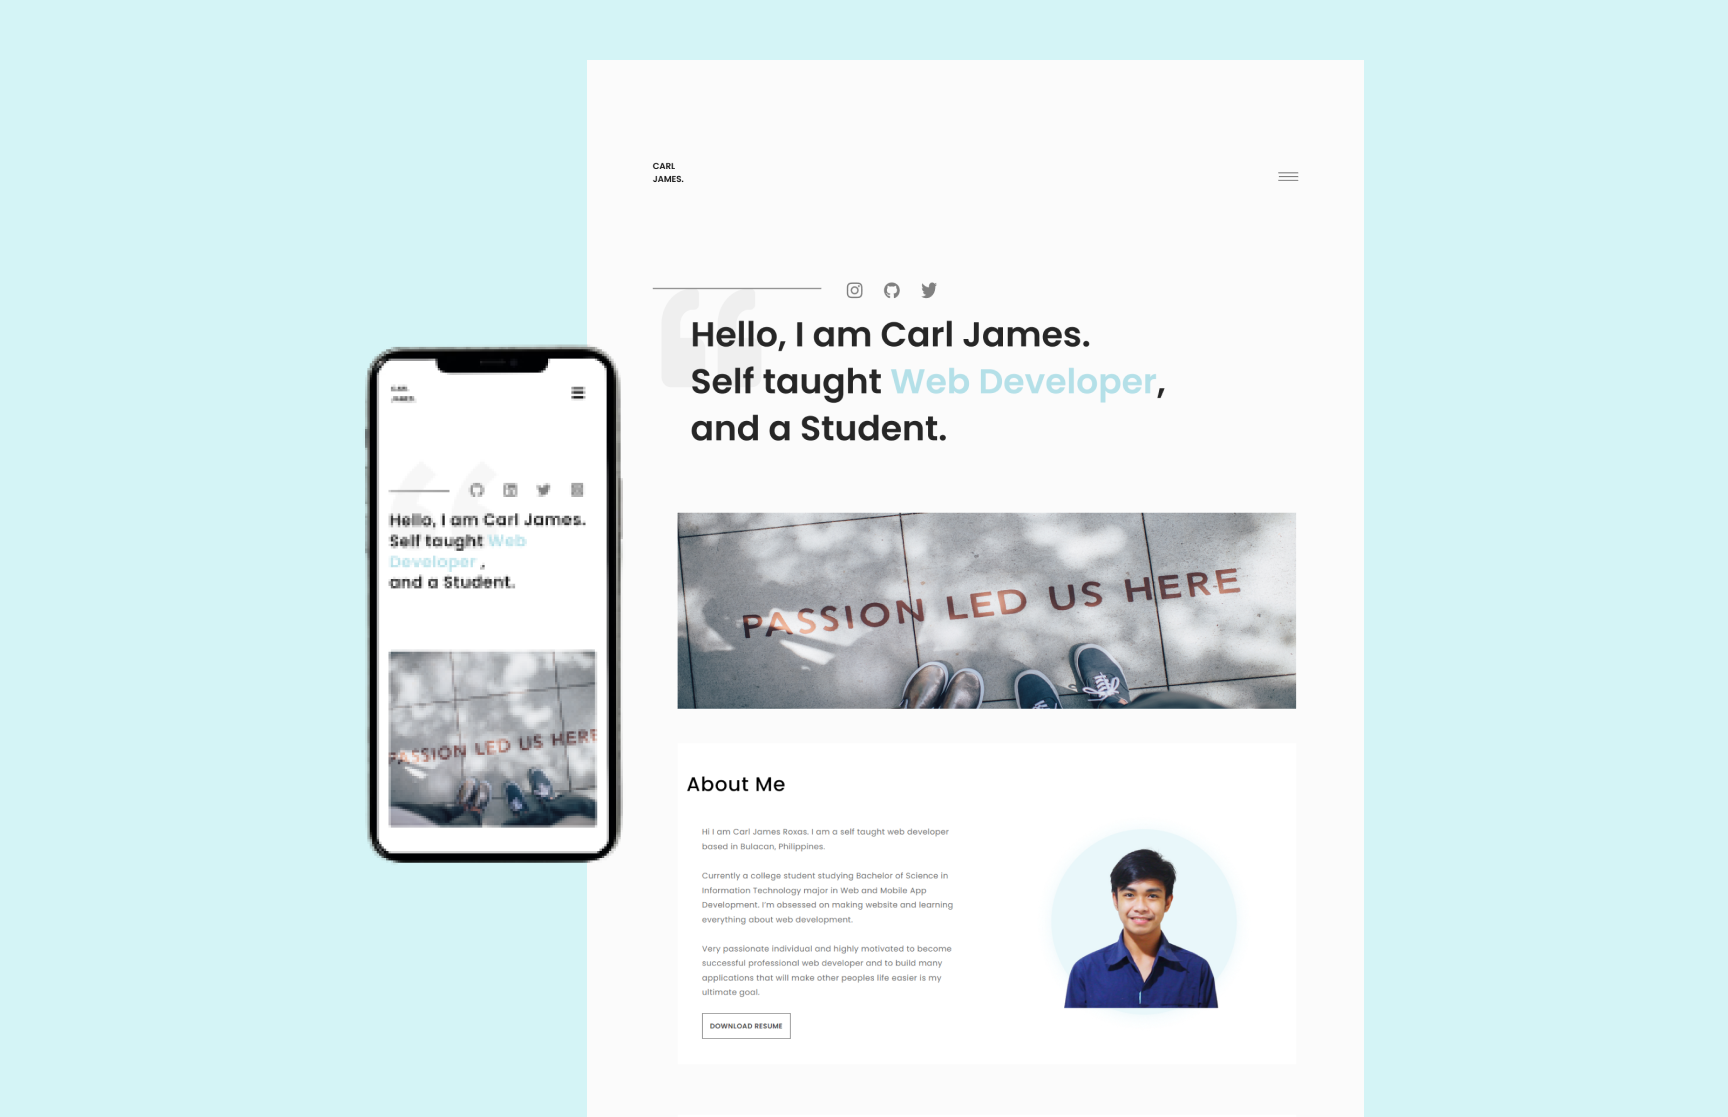 CARL
JAMES.
Hello, I am Carl James.
Self taught Web Developer,
and a Student.
PASSION LED US HERE
About Me
Hi I am Carl James Roxas. I am a self taught web developer
based in Bulacan, Philippines.
Currently a college student studying Bachelor of Science in
Information Technology major in Web and Mobile App
Development. I'm obsessed on making website and learning
everything about web development.
Very passionate individual and highly motivated to become
successful professional web developer and to build many
applications that will make other peoples life easier is my
ultimate goal.
DOWNLOAD RESUME
CARL
JAMES.
Hello, I am Carl James.
Self taught Web
Developer ,
and a Student.
PASSION LED US HERE